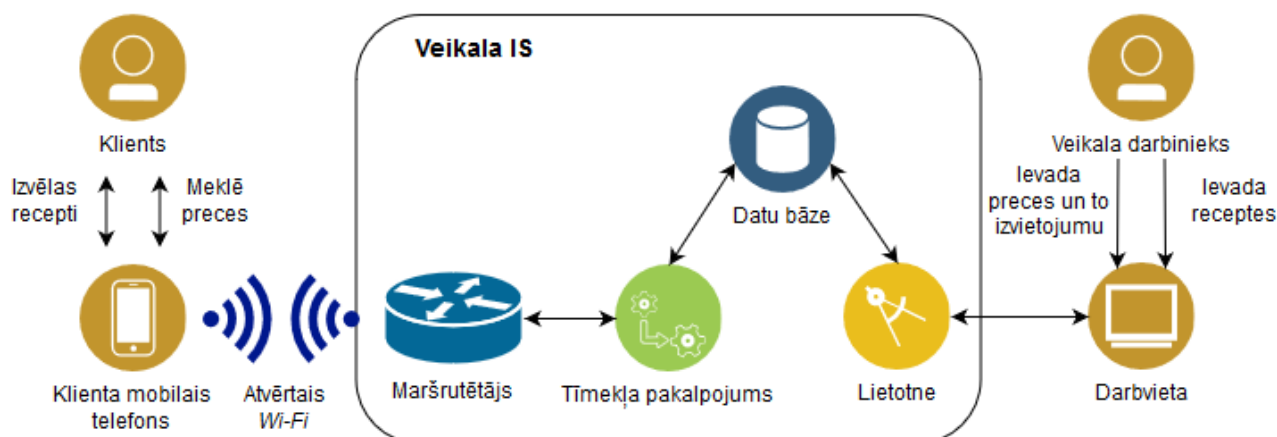 Veikala IS
Klients
Izvēlas
recepti
Meklē
preces
Klienta mobilais
telefons
Atvērtais
Wi-Fi
Maršrutētājs
Tīmekļa pakalpojums
Datu bāze
Lietotne
Veikala darbinieks
Ievada
preces un to
izvietojumu
Ievada
receptes
Darbvieta